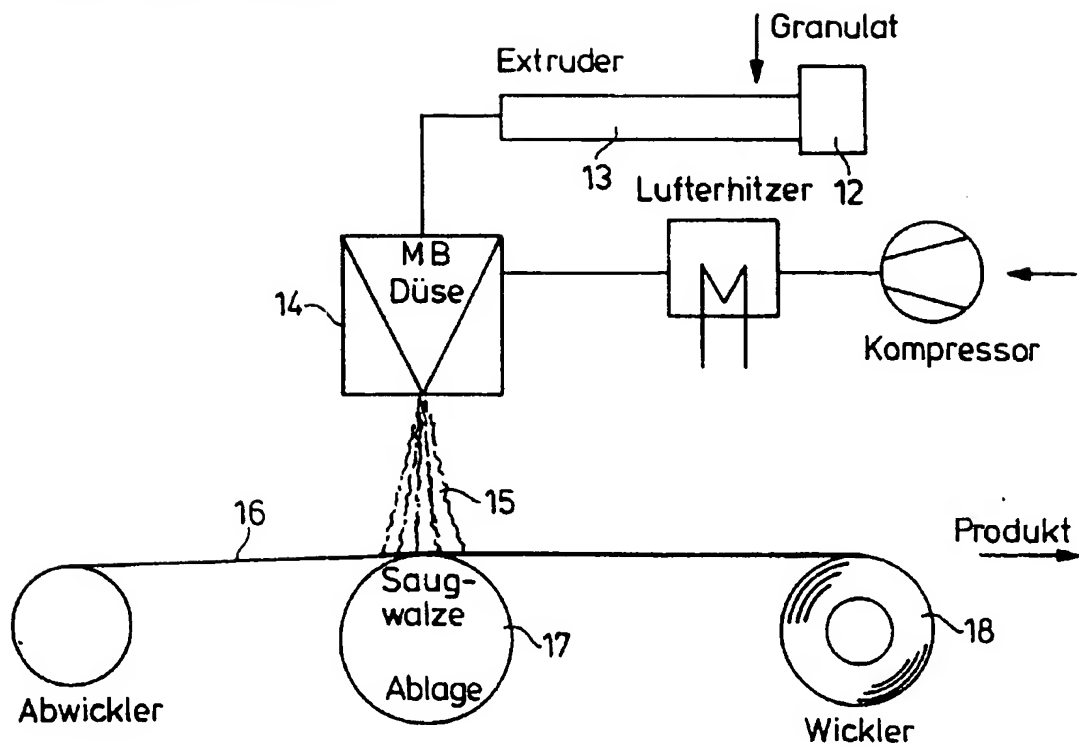 Granulat
Extruder
13
12
Lufterhitzer
MB
Düse
14
Kompressor
15
16
Produkt
Saug-
walze
17
18
Ablage
Abwickler
Wickler